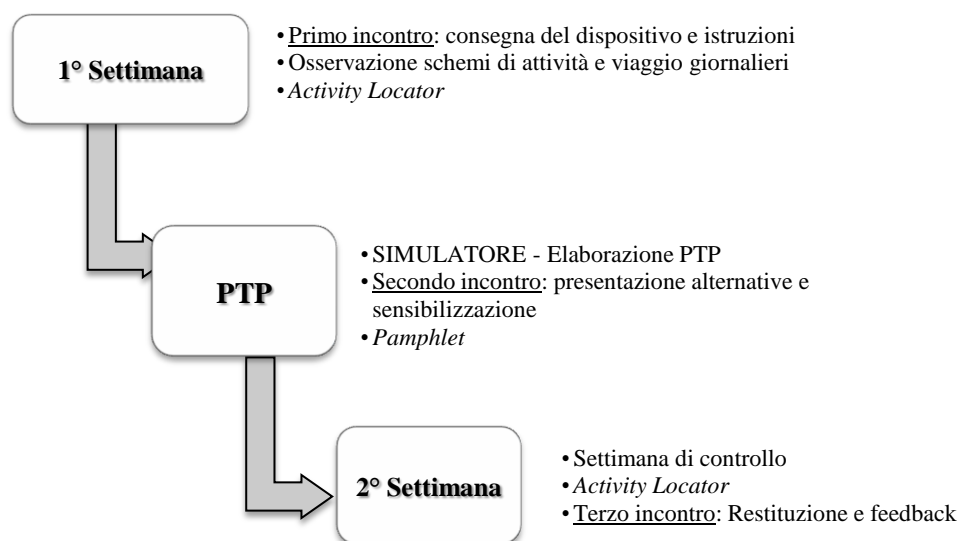 1° Settimana
• Primo incontro: consegna del dispositivo e istruzioni
• Osservazione schemi di attività e viaggio giornalieri
• Activity Locator
PTP
• SIMULATORE - Elaborazione PTP
• Secondo incontro: presentazione alternative e
sensibilizzazione
• Pamphlet
2° Settimana
• Settimana di controllo
• Activity Locator
• Terzo incontro: Restituzione e feedback